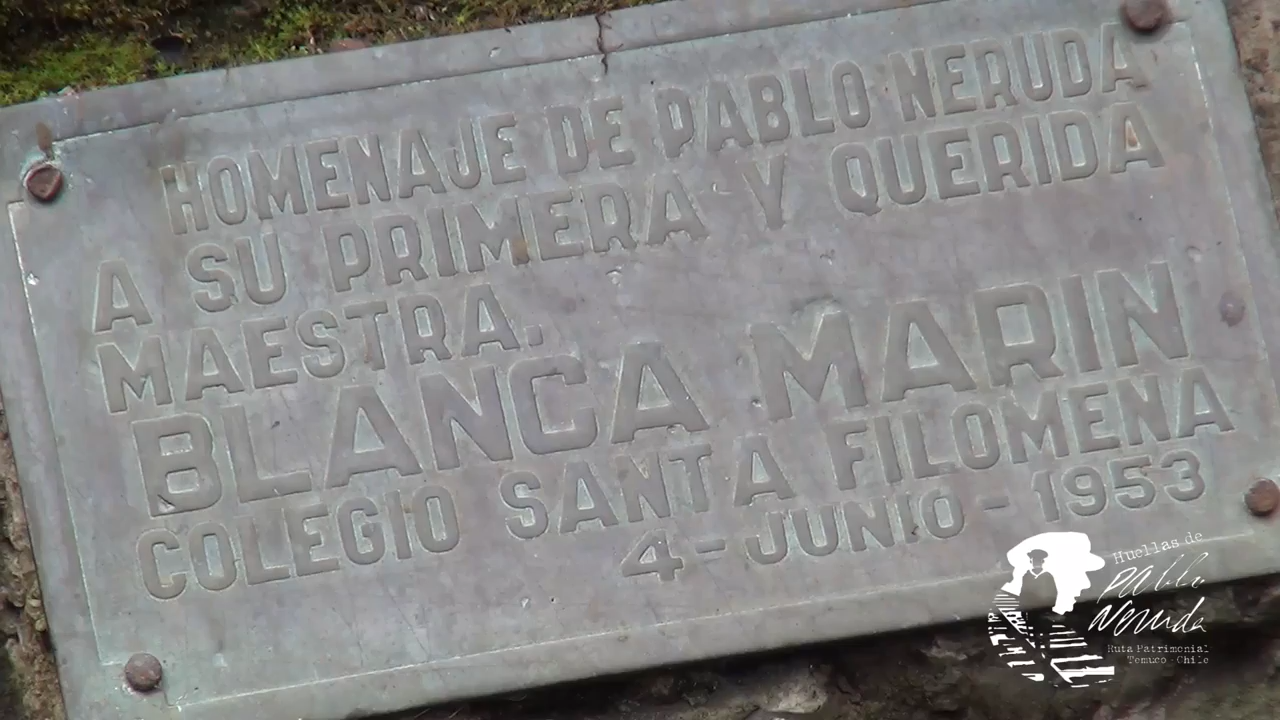 HOMENAJE DE PABLO NERUDA
A SU PRIMERA Y QUERIDA
MAESTRA.
BLANCA MARIN
COLEGIO SANTA FILOMENA
4-JUNIO-1953
Huellas de
Pablo
Neruda
Ruta Patrimonial
Temuco - Chile